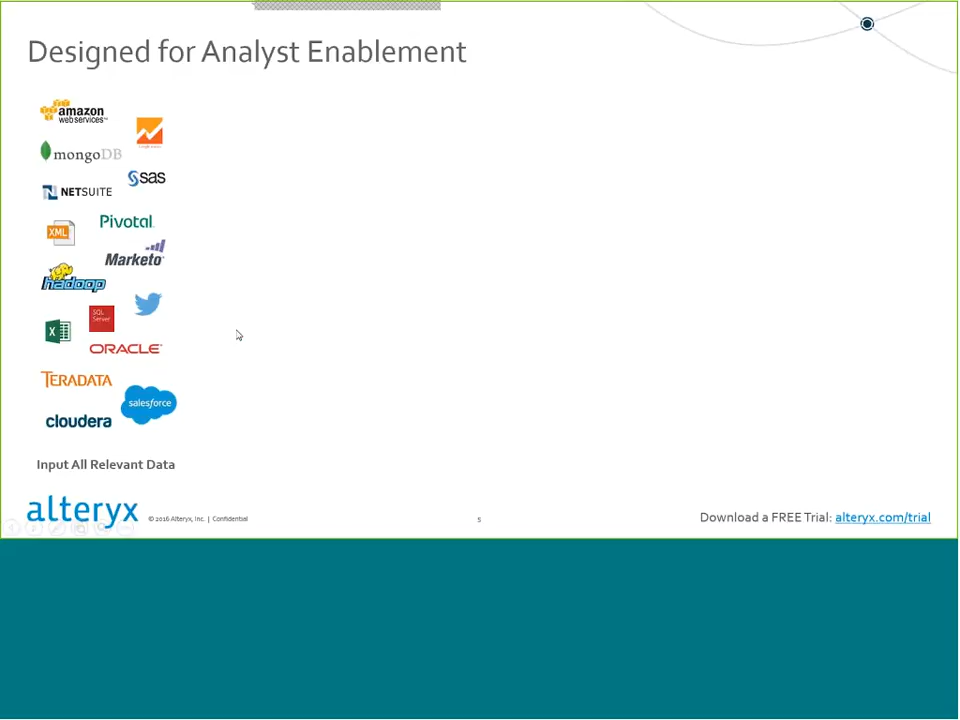 Designed for Analyst Enablement
amazon
web services™
mongoDB
sas
NETSUITE
XML
Pivotal
Marketo
hadoop
SQL
Server
X
ORACLE
TERADATA
salesforce
cloudera
Input All Relevant Data
alteryx
© 2016 Alteryx, Inc. | Confidential
5
Download a FREE Trial: alteryx.com/trial